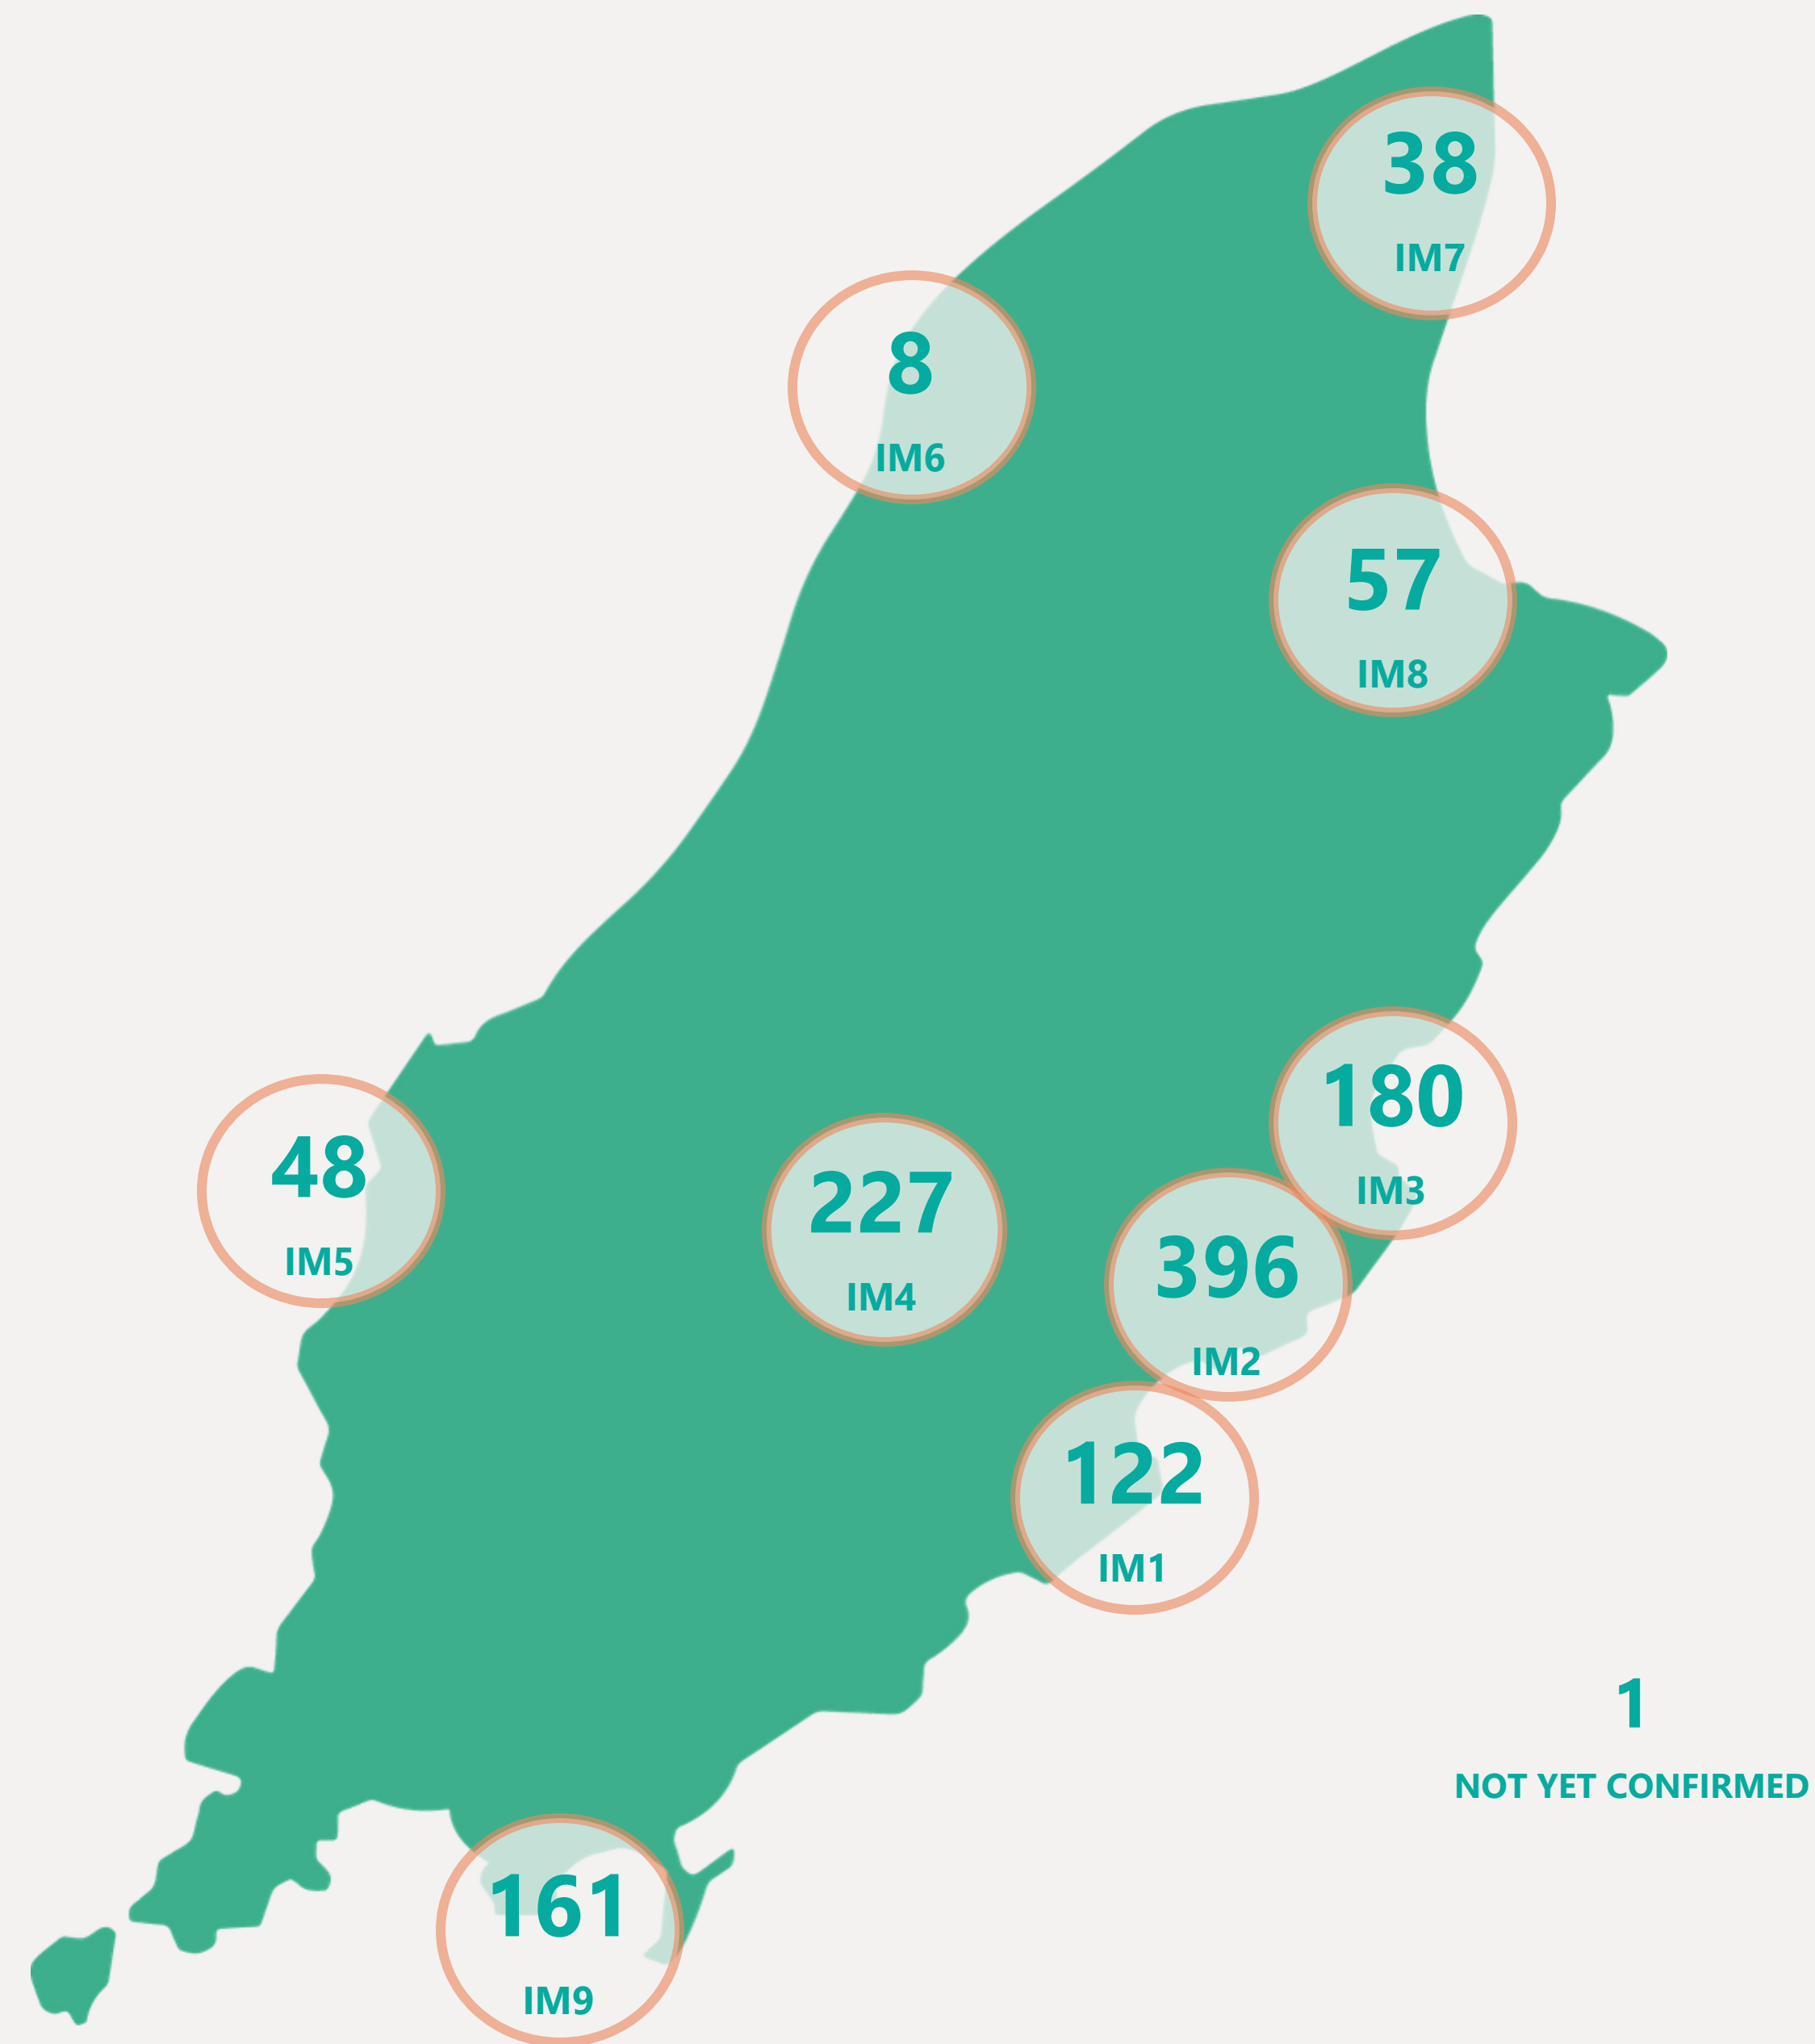 38
IM7
8
IM6
57
IM8
180
IM3
48
IM5
227
IM4
396
IM2
122
IM1
1
NOT YET CONFIRMED
161
IM9